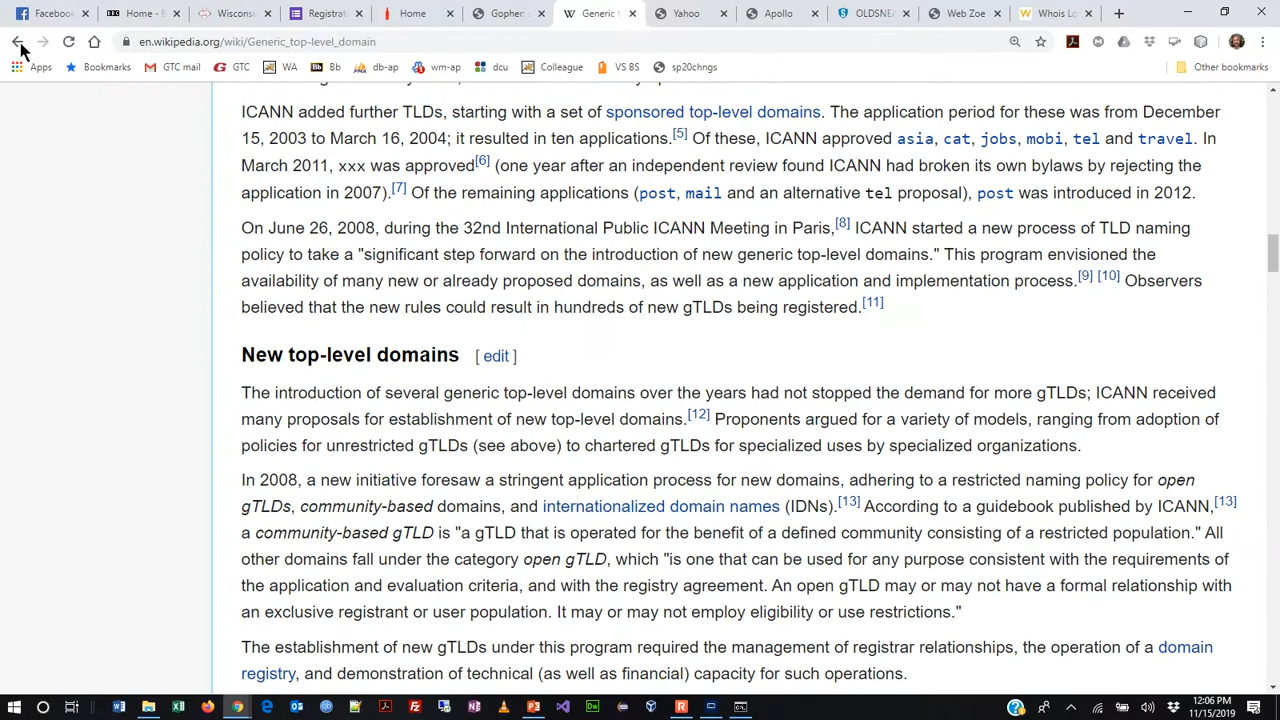 Facebook
Home - B
Wisconsi
Registrat
Home
Gopher: s
Generic t
Yahoo
Apollo
OLDSNE
Web Zoe
Whois Lo
en.wikipedia.org/wiki/Generic_top-level_domain
Apps Bookmarks GTC mail GTC WA Bb db-ap wm-ap dcu Colleague VS BS sp20chngs Other bookmarks
ICANN added further TLDs, starting with a set of sponsored top-level domains. The application period for these was from December
15, 2003 to March 16, 2004; it resulted in ten applications.[5] Of these, ICANN approved asia, cat, jobs, mobi, tel and travel. In
March 2011, xxx was approved[6] (one year after an independent review found ICANN had broken its own bylaws by rejecting the
application in 2007).[7] Of the remaining applications (post, mail and an alternative tel proposal), post was introduced in 2012.
On June 26, 2008, during the 32nd International Public ICANN Meeting in Paris,[8] ICANN started a new process of TLD naming
policy to take a "significant step forward on the introduction of new generic top-level domains." This program envisioned the
availability of many new or already proposed domains, as well as a new application and implementation process.[9] [10] Observers
believed that the new rules could result in hundreds of new gTLDs being registered.[11]
New top-level domains [ edit ]
The introduction of several generic top-level domains over the years had not stopped the demand for more gTLDs; ICANN received
many proposals for establishment of new top-level domains.[12] Proponents argued for a variety of models, ranging from adoption of
policies for unrestricted gTLDs (see above) to chartered gTLDs for specialized uses by specialized organizations.
In 2008, a new initiative foresaw a stringent application process for new domains, adhering to a restricted naming policy for open
gTLDs, community-based domains, and internationalized domain names (IDNs).[13] According to a guidebook published by ICANN,[13]
a community-based gTLD is "a gTLD that is operated for the benefit of a defined community consisting of a restricted population." All
other domains fall under the category open gTLD, which "is one that can be used for any purpose consistent with the requirements of
the application and evaluation criteria, and with the registry agreement. An open gTLD may or may not have a formal relationship with
an exclusive registrant or user population. It may or may not employ eligibility or use restrictions."
The establishment of new gTLDs under this program required the management of registrar relationships, the operation of a domain
registry, and demonstration of technical (as well as financial) capacity for such operations.
12:06 PM
11/15/2019